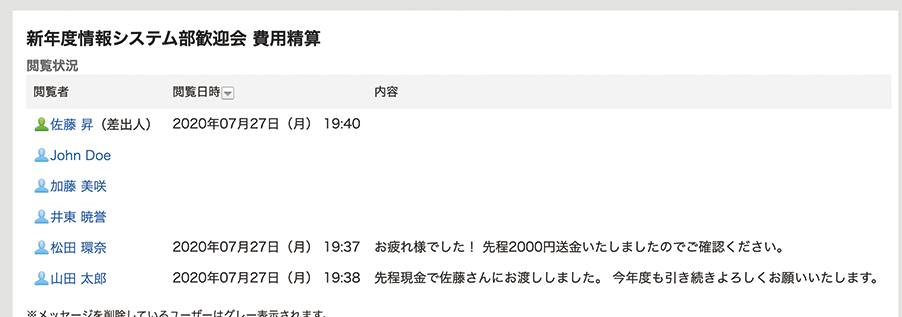 新年度情報システム部歓迎会 費用精算
閲覧状況
閲覧者 閲覧日時 内容
佐藤 昇（差出人） 2020年07月27日（月） 19:40
John Doe
加藤 美咲
井東 暁誉
松田 環奈 2020年07月27日（月） 19:37 お疲れ様でした！ 先程2000円送金いたしましたのでご確認ください。
山田 太郎 2020年07月27日（月） 19:38 先程現金で佐藤さんにお渡ししました。 今年度も引き続きよろしくお願いいたします。
※メッセージを削除しているユーザーはグレー表示されます。